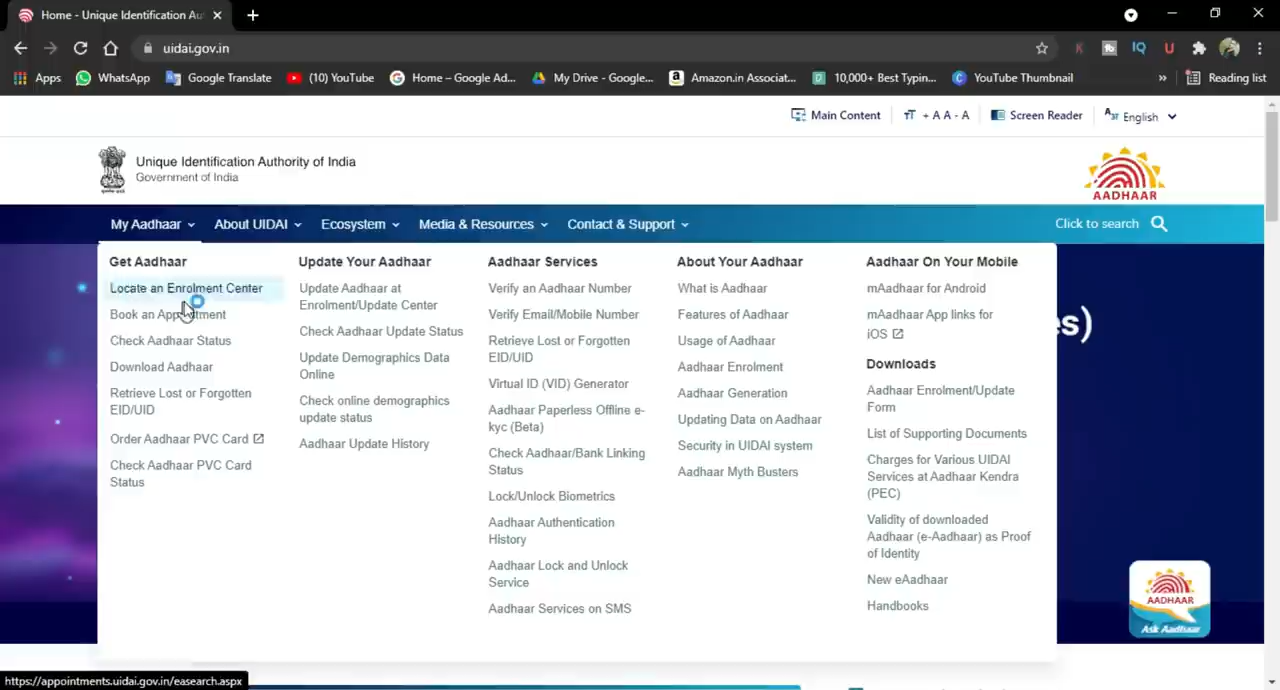 Home - Unique Identification Au
uidai.gov.in
Apps WhatsApp Google Translate (10) YouTube Home – Google Ad... My Drive - Google... Amazon.in Associat... 10,000+ Best Typin... YouTube Thumbnail » Reading list
Main Content TT + A A - A Screen Reader English
Unique Identification Authority of India
Government of India
AADHAAR
My Aadhaar About UIDAI Ecosystem Media & Resources Contact & Support Click to search
Get Aadhaar
Locate an Enrolment Center
Book an Appointment
Check Aadhaar Status
Download Aadhaar
Retrieve Lost or Forgotten
EID/UID
Order Aadhaar PVC Card
Check Aadhaar PVC Card
Status
Update Your Aadhaar
Update Aadhaar at
Enrolment/Update Center
Check Aadhaar Update Status
Update Demographics Data
Online
Check online demographics
update status
Aadhaar Update History
Aadhaar Services
Verify an Aadhaar Number
Verify Email/Mobile Number
Retrieve Lost or Forgotten
EID/UID
Virtual ID (VID) Generator
Aadhaar Paperless Offline e-
kyc (Beta)
Check Aadhaar/Bank Linking
Status
Lock/Unlock Biometrics
Aadhaar Authentication
History
Aadhaar Lock and Unlock
Service
Aadhaar Services on SMS
About Your Aadhaar
What is Aadhaar
Features of Aadhaar
Usage of Aadhaar
Aadhaar Enrolment
Aadhaar Generation
Updating Data on Aadhaar
Security in UIDAI system
Aadhaar Myth Busters
Aadhaar On Your Mobile
mAadhaar for Android
mAadhaar App links for
iOS
Downloads
Aadhaar Enrolment/Update
Form
List of Supporting Documents
Charges for Various UIDAI
Services at Aadhaar Kendra
(PEC)
Validity of downloaded
Aadhaar (e-Aadhaar) as Proof
of Identity
New eAadhaar
Handbooks
es)
AADHAAR
Ask Aadhaar
https://appointments.uidai.gov.in/easearch.aspx